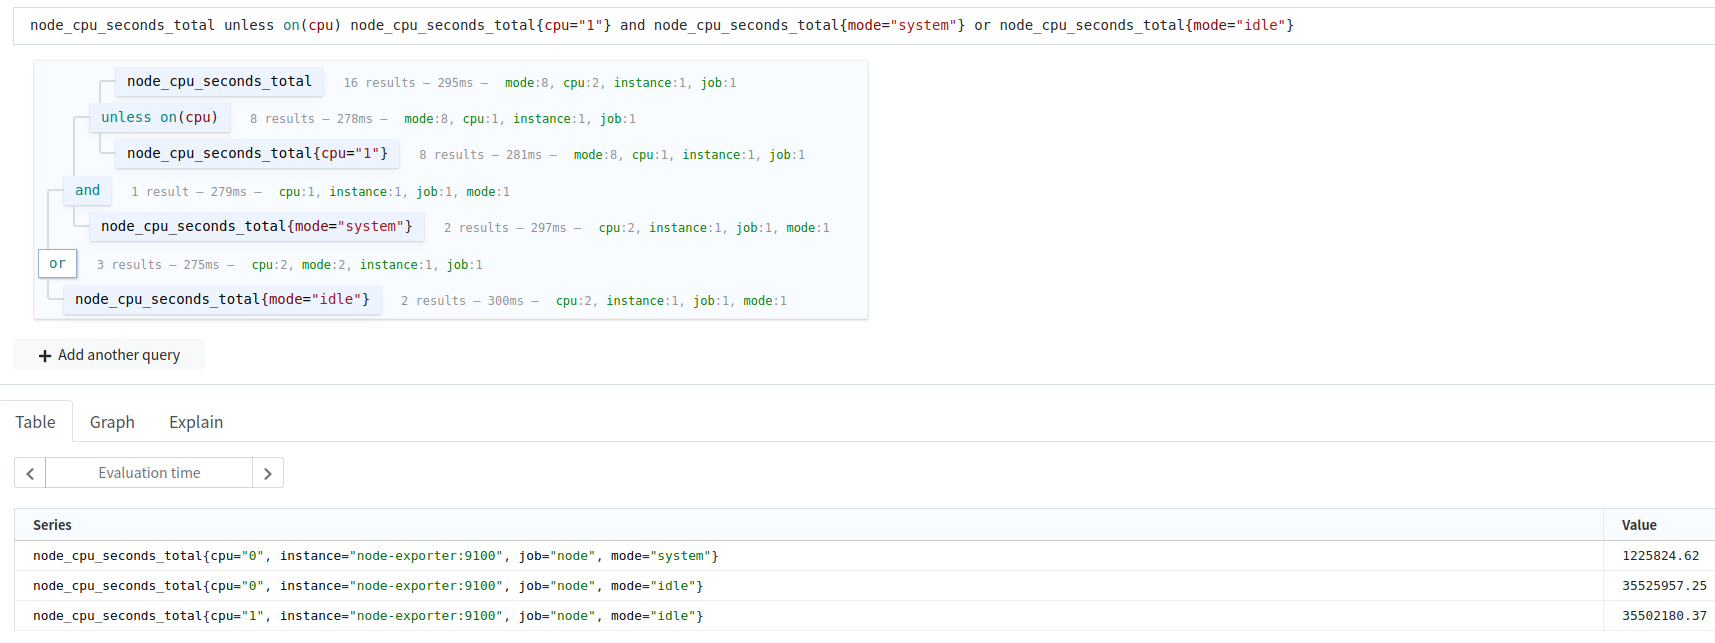 node_cpu_seconds_total unless on(cpu) node_cpu_seconds_total{cpu="1"} and node_cpu_seconds_total{mode="system"} or node_cpu_seconds_total{mode="idle"}
node_cpu_seconds_total 16 results – 295ms – mode:8, cpu:2, instance:1, job:1
unless on(cpu) 8 results – 278ms – mode:8, cpu:1, instance:1, job:1
node_cpu_seconds_total{cpu="1"} 8 results – 281ms – mode:8, cpu:1, instance:1, job:1
and 1 result – 279ms – cpu:1, instance:1, job:1, mode:1
node_cpu_seconds_total{mode="system"} 2 results – 297ms – cpu:2, instance:1, job:1, mode:1
or 3 results – 275ms – cpu:2, mode:2, instance:1, job:1
node_cpu_seconds_total{mode="idle"} 2 results – 300ms – cpu:2, instance:1, job:1, mode:1
Add another query
Table Graph Explain
Evaluation time
Series Value
node_cpu_seconds_total{cpu="0", instance="node-exporter:9100", job="node", mode="system"} 1225824.62
node_cpu_seconds_total{cpu="0", instance="node-exporter:9100", job="node", mode="idle"} 35525957.25
node_cpu_seconds_total{cpu="1", instance="node-exporter:9100", job="node", mode="idle"} 35502180.37